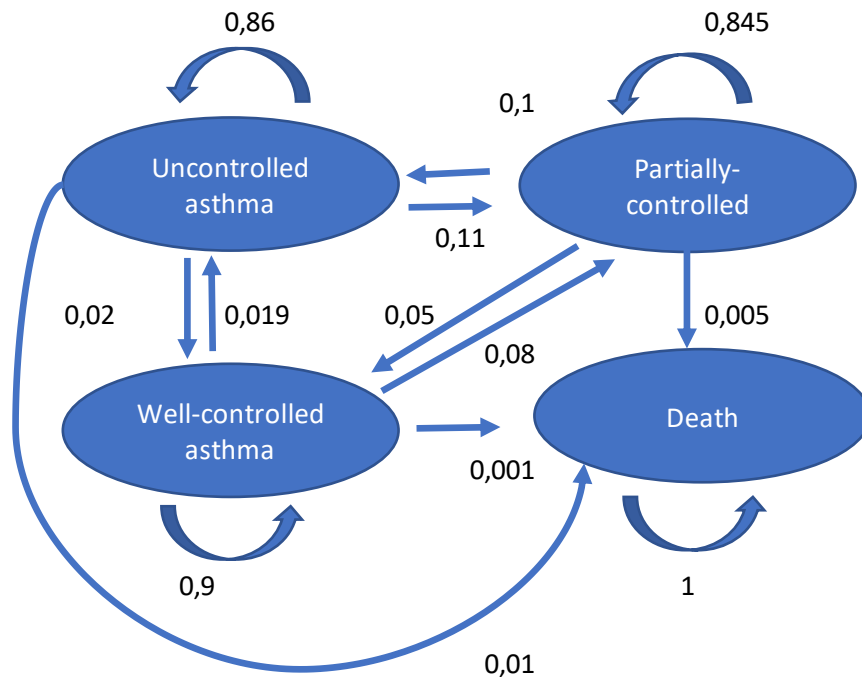 0,86
0,845
0,1
Uncontrolled
asthma
Partially-
controlled
0,11
0,02
0,019
0,05
0,005
0,08
Well-controlled
asthma
Death
0,001
0,9
1
0,01